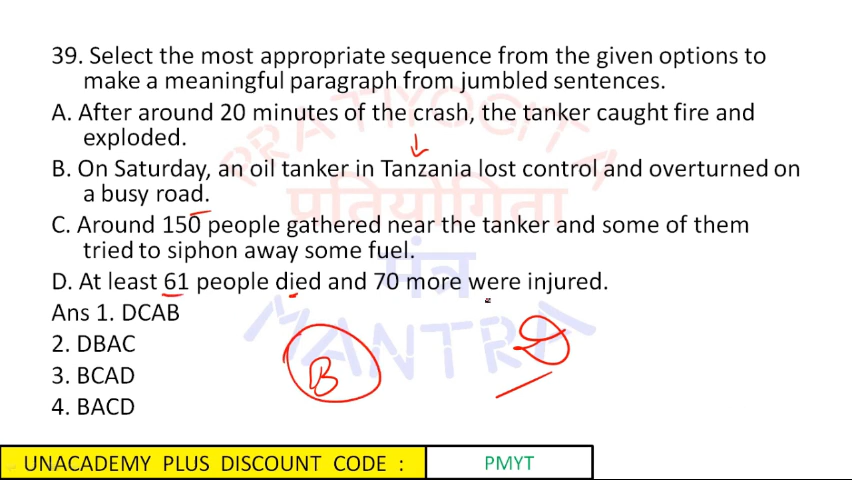 39. Select the most appropriate sequence from the given options to
make a meaningful paragraph from jumbled sentences.
A. After around 20 minutes of the crash, the tanker caught fire and
exploded.
B. On Saturday, an oil tanker in Tanzania lost control and overturned on
a busy road.
C. Around 150 people gathered near the tanker and some of them
tried to siphon away some fuel.
D. At least 61 people died and 70 more were injured.
Ans 1. DCAB
2. DBAC
3. BCAD
4. BACD
B
PRATIYOGITA
प्रतियोगिता
मंत्र
MANTRA
UNACADEMY PLUS DISCOUNT CODE :
PMYT